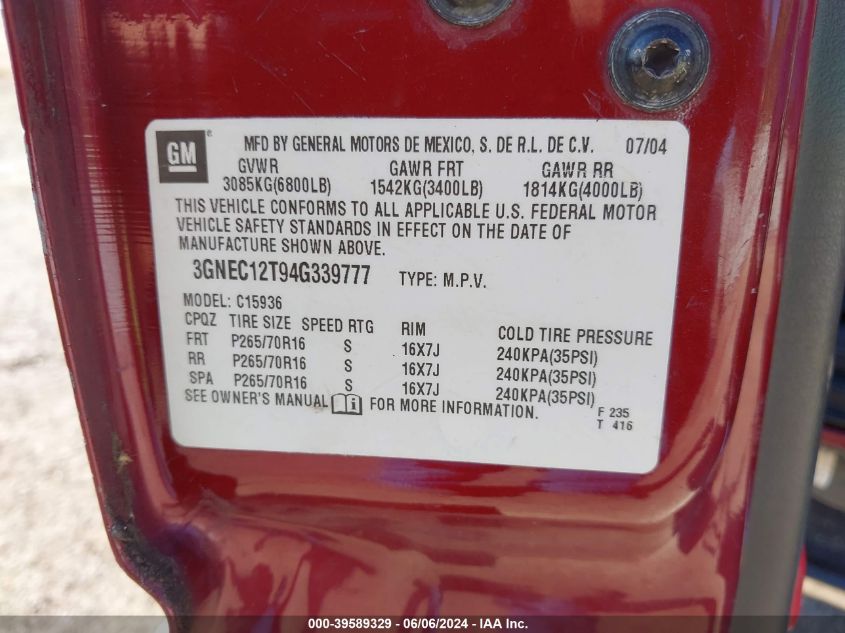 GM® MFD BY GENERAL MOTORS DE MEXICO, S. DE R.L. DE C.V. 07/04
GVWR GAWR FRT GAWR RR
3085KG(6800LB) 1542KG(3400LB) 1814KG(4000LB)
THIS VEHICLE CONFORMS TO ALL APPLICABLE U.S. FEDERAL MOTOR
VEHICLE SAFETY STANDARDS IN EFFECT ON THE DATE OF
MANUFACTURE SHOWN ABOVE.
3GNEC12T94G339777 TYPE: M.P.V.
MODEL: C15936
CPQZ TIRE SIZE SPEED RTG RIM COLD TIRE PRESSURE
FRT P265/70R16 S 16X7J 240KPA(35PSI)
RR P265/70R16 S 16X7J 240KPA(35PSI)
SPA P265/70R16 S 16X7J 240KPA(35PSI)
SEE OWNER'S MANUAL i FOR MORE INFORMATION. F 235
T 416
000-39589329 - 06/06/2024 - IAAI.com